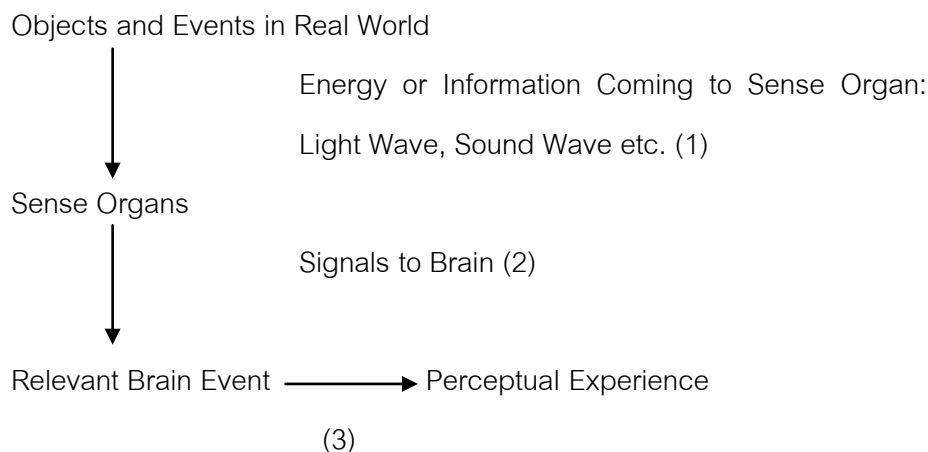 Objects and Events in Real World
Energy or Information Coming to Sense Organ:
Light Wave, Sound Wave etc. (1)
Sense Organs
Signals to Brain (2)
Relevant Brain Event
Perceptual Experience
(3)